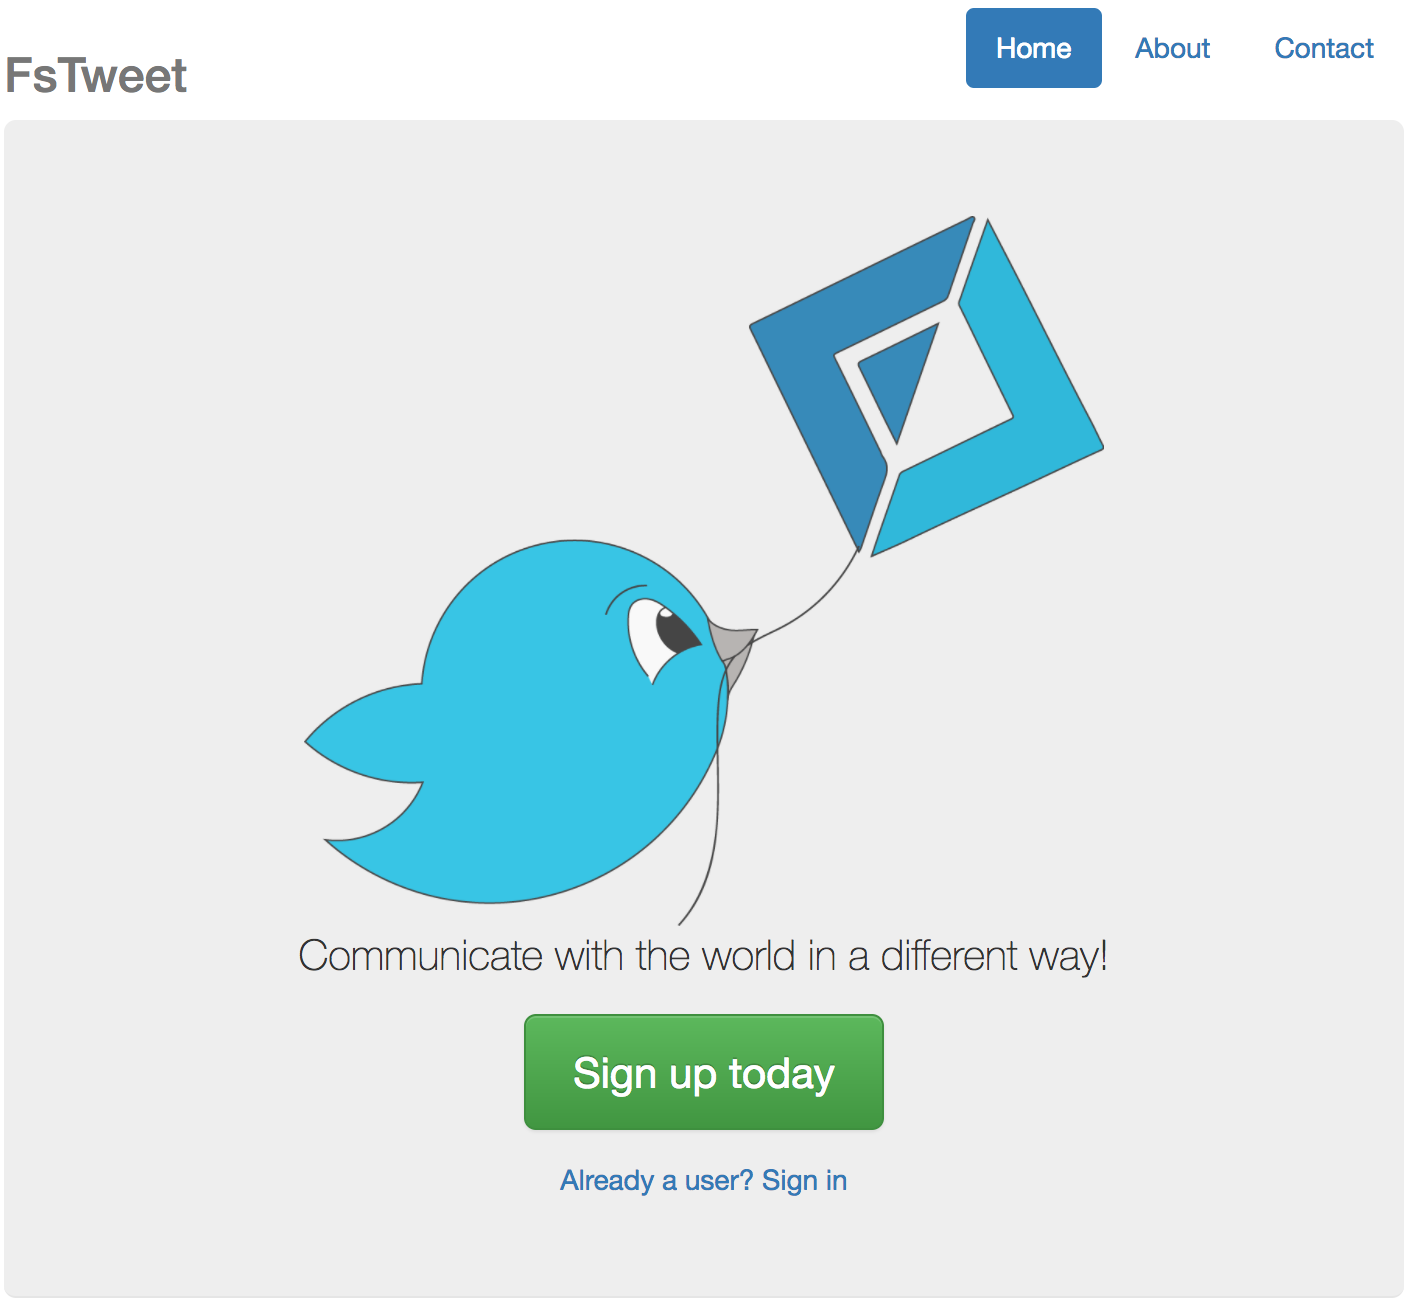 FsTweet
Home
About
Contact
Communicate with the world in a different way!
Sign up today
Already a user? Sign in